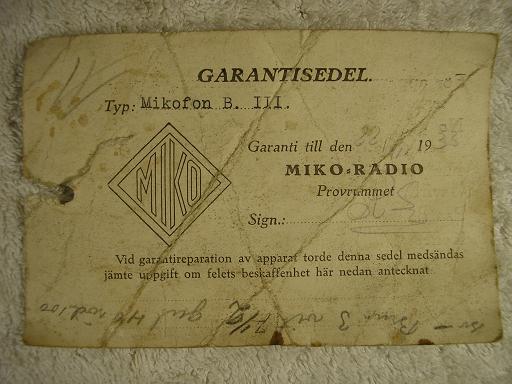 GARANTISEDEL.
Typ: Mikofon B. III.
Garanti till den 19
MIKO
MIKO-RADIO
Provrummet
Sign.:
Vid garantireparation av apparat torde denna sedel medsändas
jämte uppgift om felets beskaffenhet här nedan antecknat